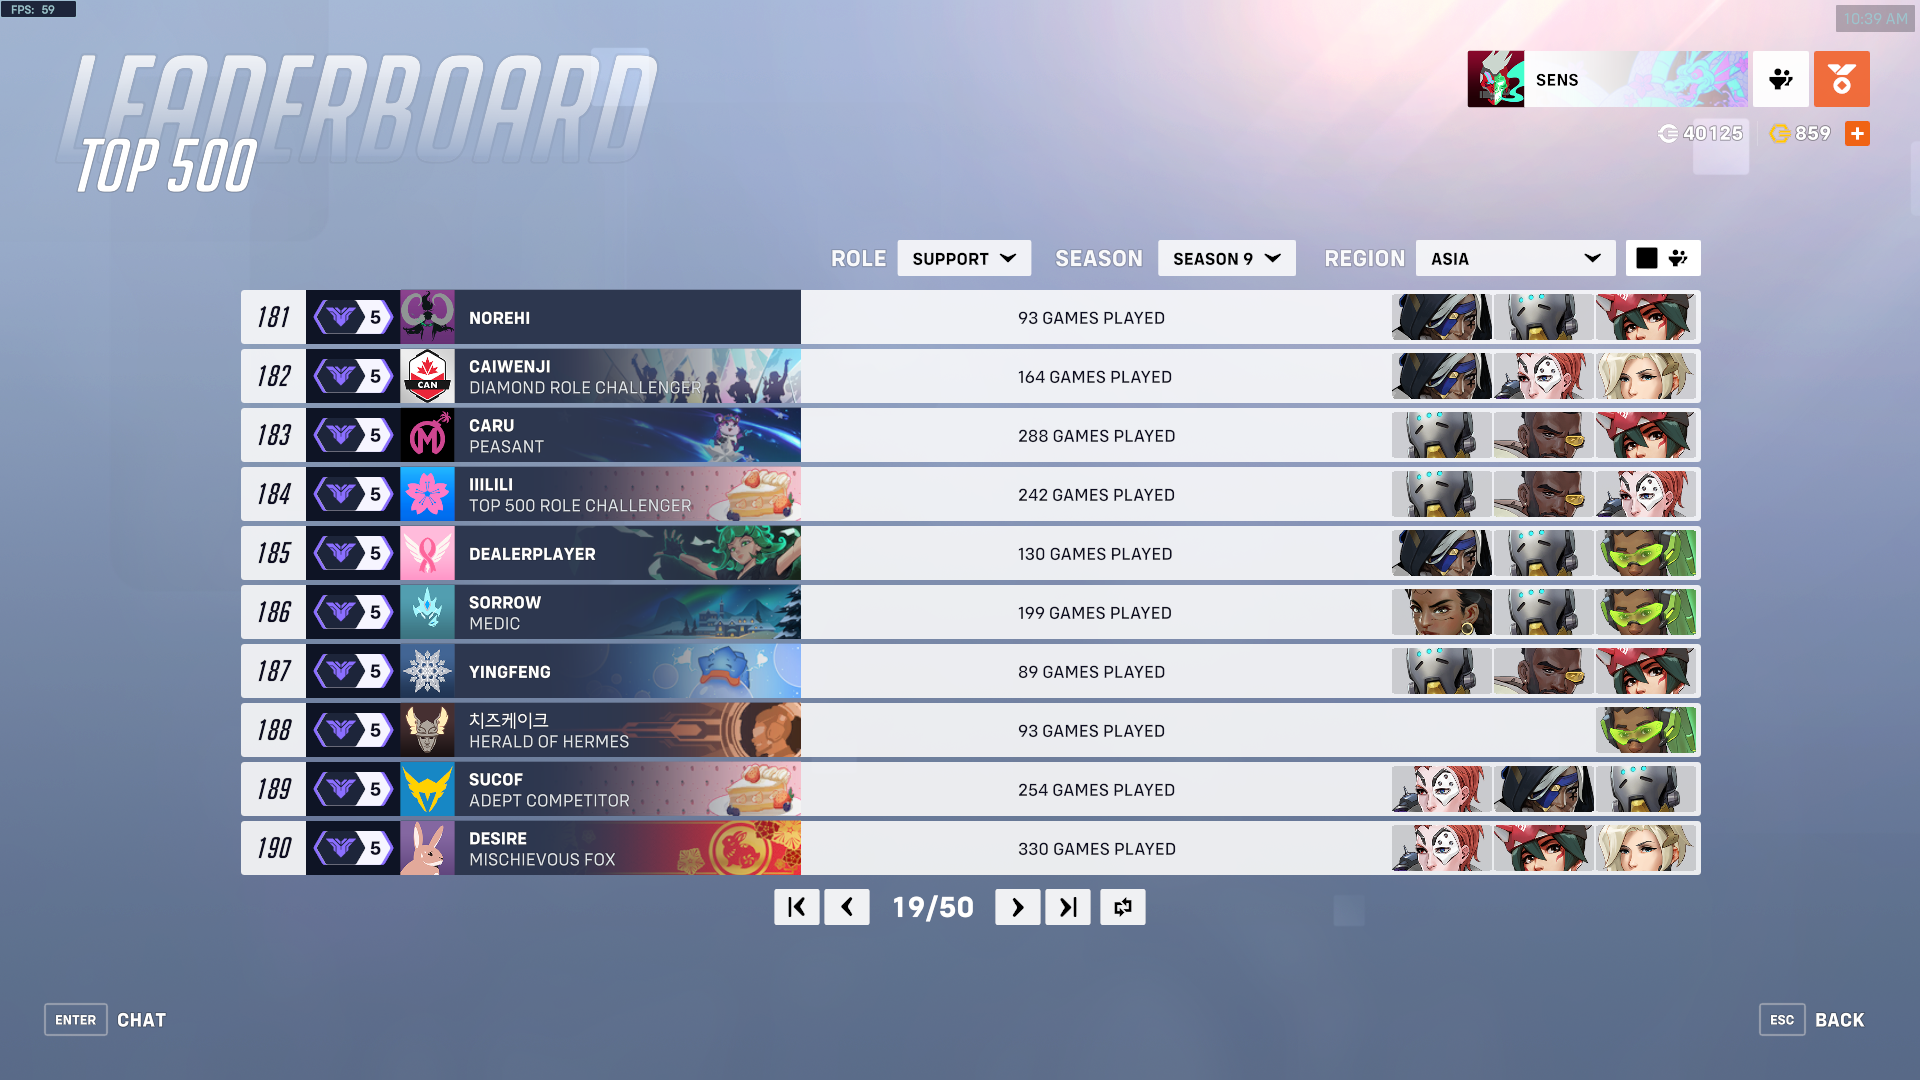 FPS: 59
10:39 AM
LEADERBOARD
TOP 500
SENS
40125
859
ROLE SUPPORT SEASON SEASON 9 REGION ASIA
181 5 NOREHI 93 GAMES PLAYED
182 5 CAN CAIWENJI 164 GAMES PLAYED
DIAMOND ROLE CHALLENGER
183 5 CARU 288 GAMES PLAYED
PEASANT
184 5 IIILILI 242 GAMES PLAYED
TOP 500 ROLE CHALLENGER
185 5 DEALERPLAYER 130 GAMES PLAYED
186 5 SORROW 199 GAMES PLAYED
MEDIC
187 5 YINGFENG 89 GAMES PLAYED
188 5 치즈케이크 93 GAMES PLAYED
HERALD OF HERMES
189 5 SUCOF 254 GAMES PLAYED
ADEPT COMPETITOR
190 5 DESIRE 330 GAMES PLAYED
MISCHIEVOUS FOX
19/50
ENTER CHAT
ESC BACK